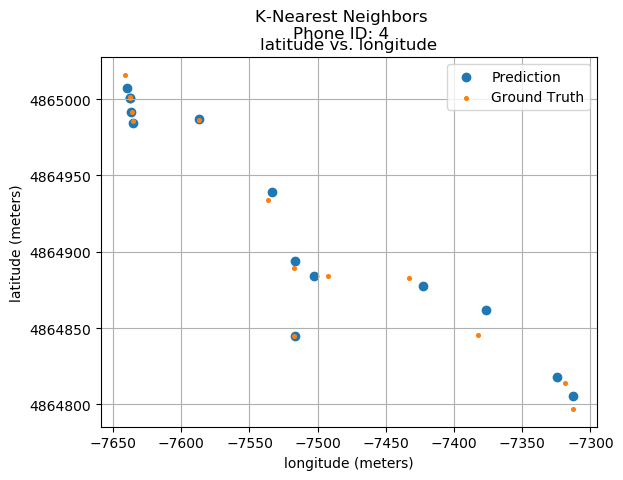 K-Nearest Neighbors
Phone ID: 4
latitude vs. longitude
Prediction
Ground Truth
4865000
4864950
4864900
4864850
4864800
latitude (meters)
−7650 −7600 −7550 −7500 −7450 −7400 −7350 −7300
longitude (meters)